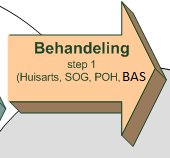 Behandeling
step 1
(Huisarts, SOG, POH, BAS